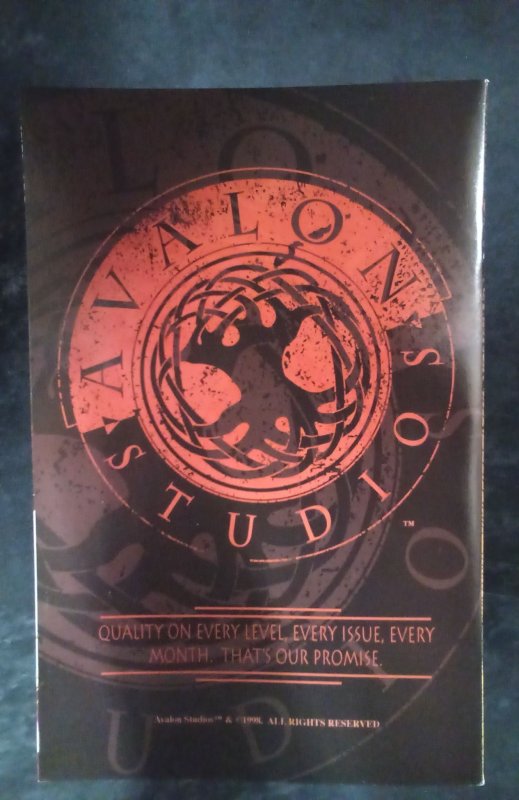 AVALON
STUDIOS
™
QUALITY ON EVERY LEVEL, EVERY ISSUE, EVERY
MONTH. THAT'S OUR PROMISE.
Avalon Studios™ & ©1998. ALL RIGHTS RESERVED